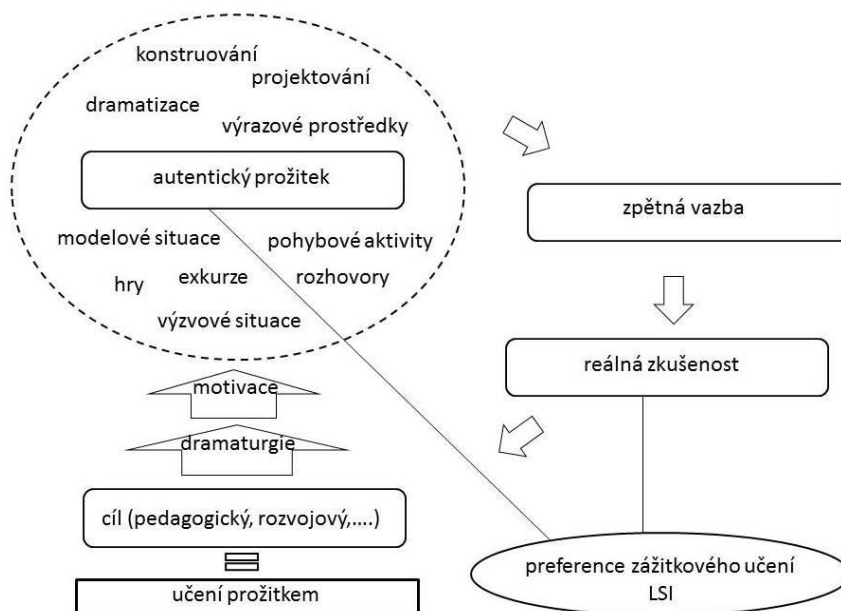 konstruování
projektování
dramatizace
výrazové prostředky
autentický prožitek
modelové situace
pohybové aktivity
hry
exkurze
rozhovory
výzvové situace
motivace
dramaturgie
cíl (pedagogický, rozvojový,....)
učení prožitkem
zpětná vazba
reálná zkušenost
preference zážitkového učení
LSI